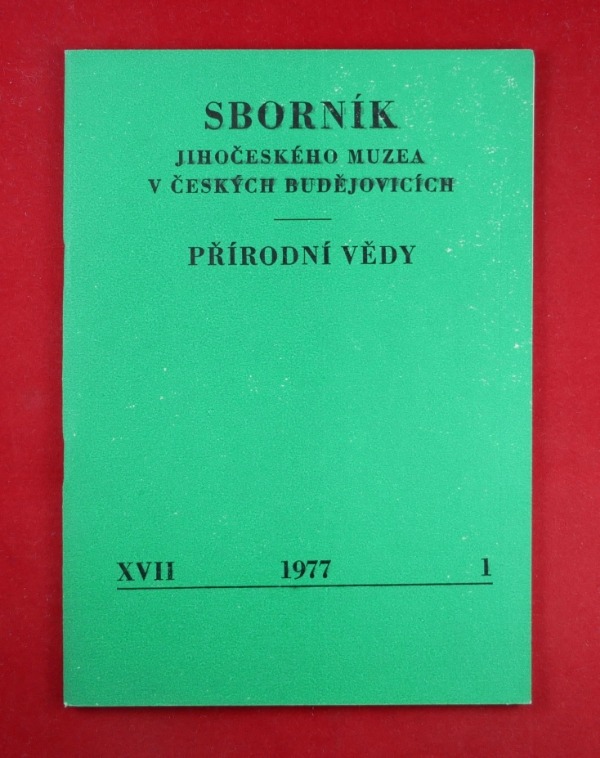 SBORNÍK
JIHOČESKÉHO MUZEA
V ČESKÝCH BUDĚJOVICÍCH
PŘÍRODNÍ VĚDY
XVII 1977 1